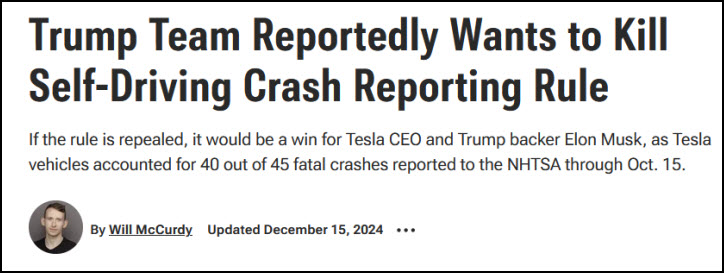 Trump Team Reportedly Wants to Kill
Self-Driving Crash Reporting Rule
If the rule is repealed, it would be a win for Tesla CEO and Trump backer Elon Musk, as Tesla
vehicles accounted for 40 out of 45 fatal crashes reported to the NHTSA through Oct. 15.
By Will McCurdy Updated December 15, 2024 •••